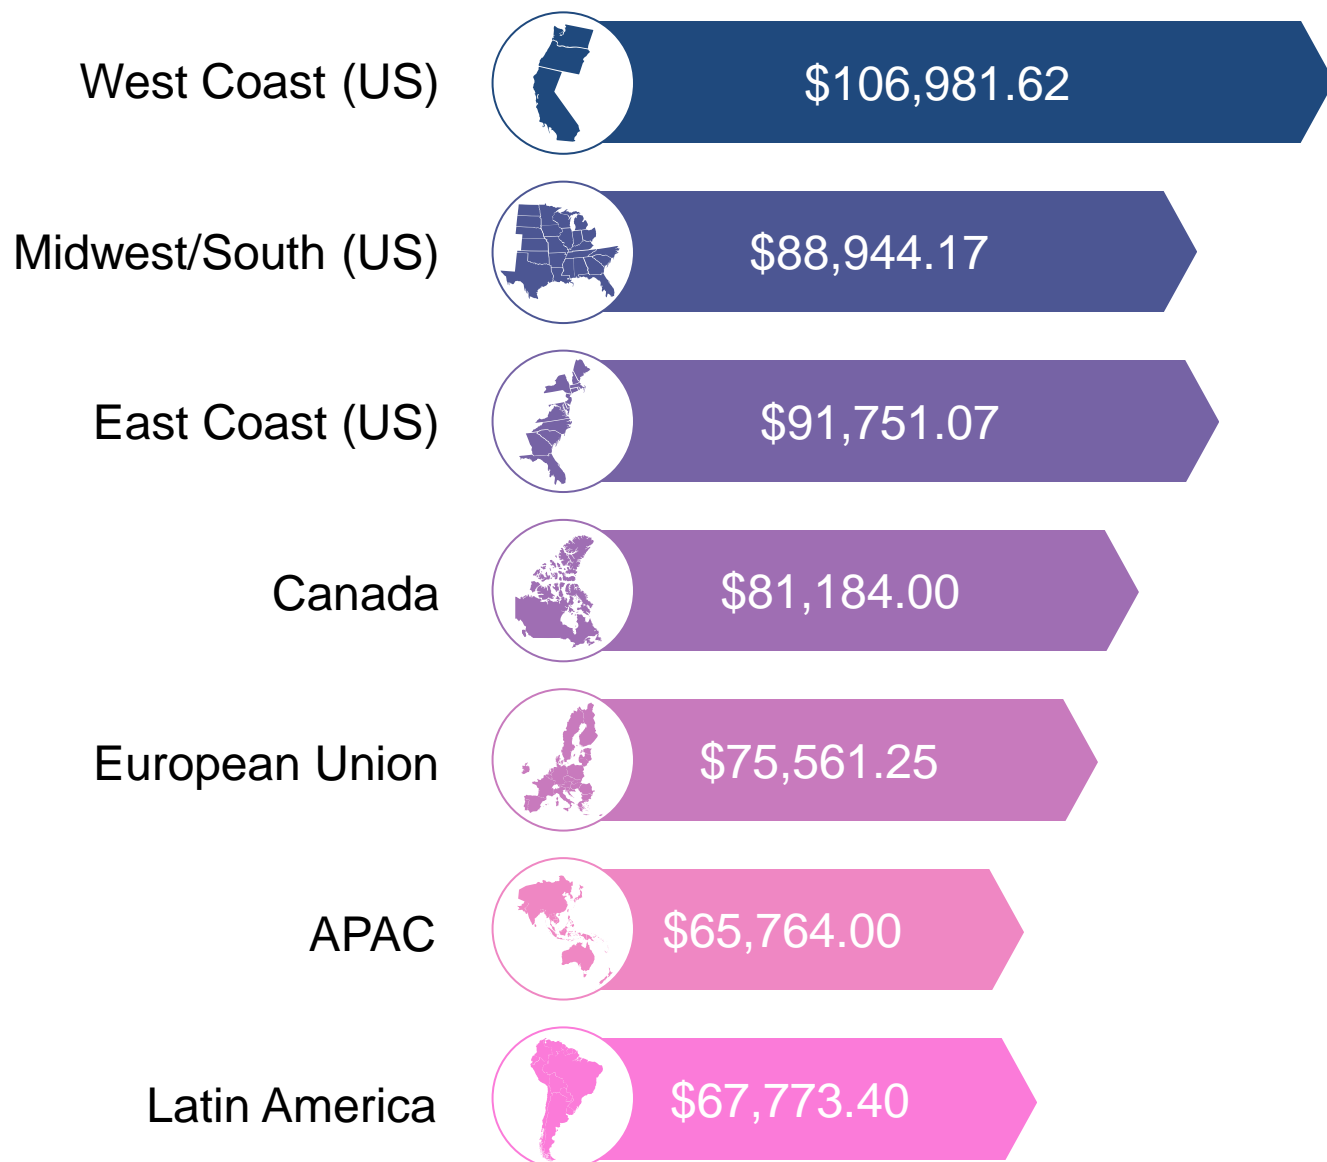 West Coast (US)
$106,981.62
Midwest/South (US)
$88,944.17
East Coast (US)
$91,751.07
Canada
$81,184.00
European Union
$75,561.25
APAC
$65,764.00
Latin America
$67,773.40